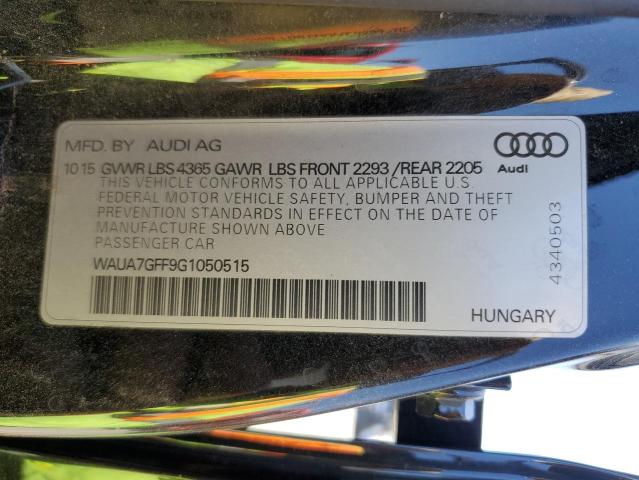 MFD. BY AUDI AG
10 15 GVWR LBS 4365 GAWR LBS FRONT 2293 /REAR 2205
THIS VEHICLE CONFORMS TO ALL APPLICABLE U.S.
FEDERAL MOTOR VEHICLE SAFETY, BUMPER AND THEFT
PREVENTION STANDARDS IN EFFECT ON THE DATE OF
MANUFACTURE SHOWN ABOVE
PASSENGER CAR
WAUA7GFF9G1050515
Audi
4340503
HUNGARY